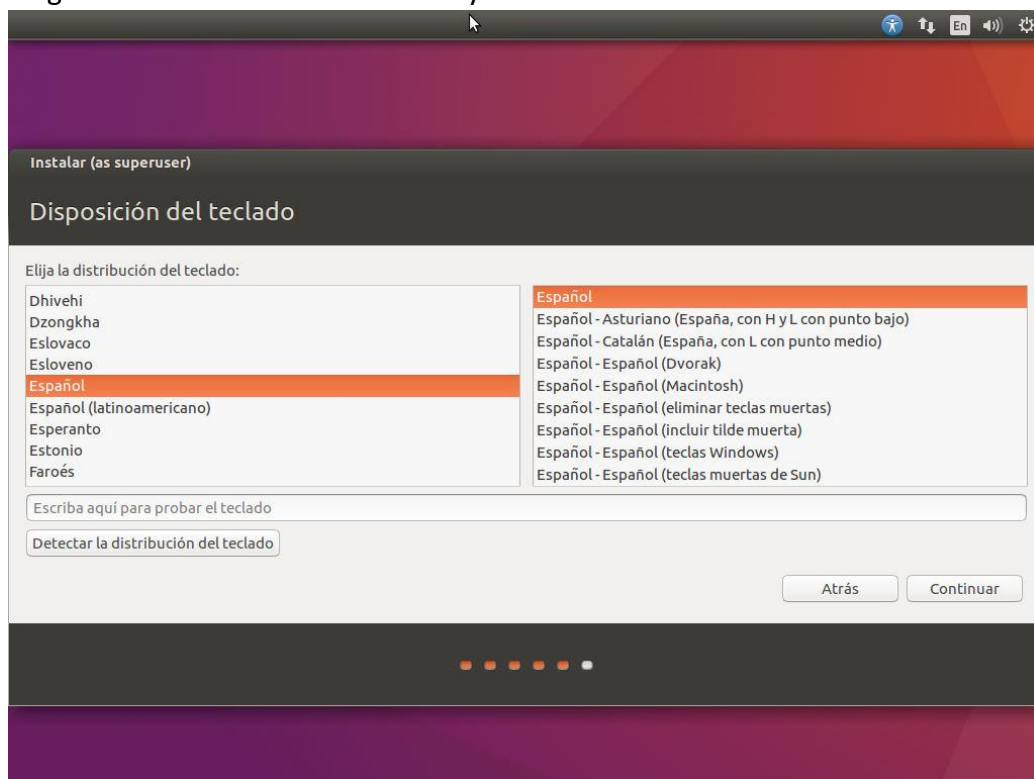 En
Instalar (as superuser)
Disposición del teclado
Elija la distribución del teclado:
Dhivehi
Dzongkha
Eslovaco
Esloveno
Español
Español (latinoamericano)
Esperanto
Estonio
Faroés
Español
Español - Asturiano (España, con H y L con punto bajo)
Español - Catalán (España, con L con punto medio)
Español - Español (Dvorak)
Español - Español (Macintosh)
Español - Español (eliminar teclas muertas)
Español - Español (incluir tilde muerta)
Español - Español (teclas Windows)
Español - Español (teclas muertas de Sun)
Escriba aquí para probar el teclado
Detectar la distribución del teclado
Atrás
Continuar